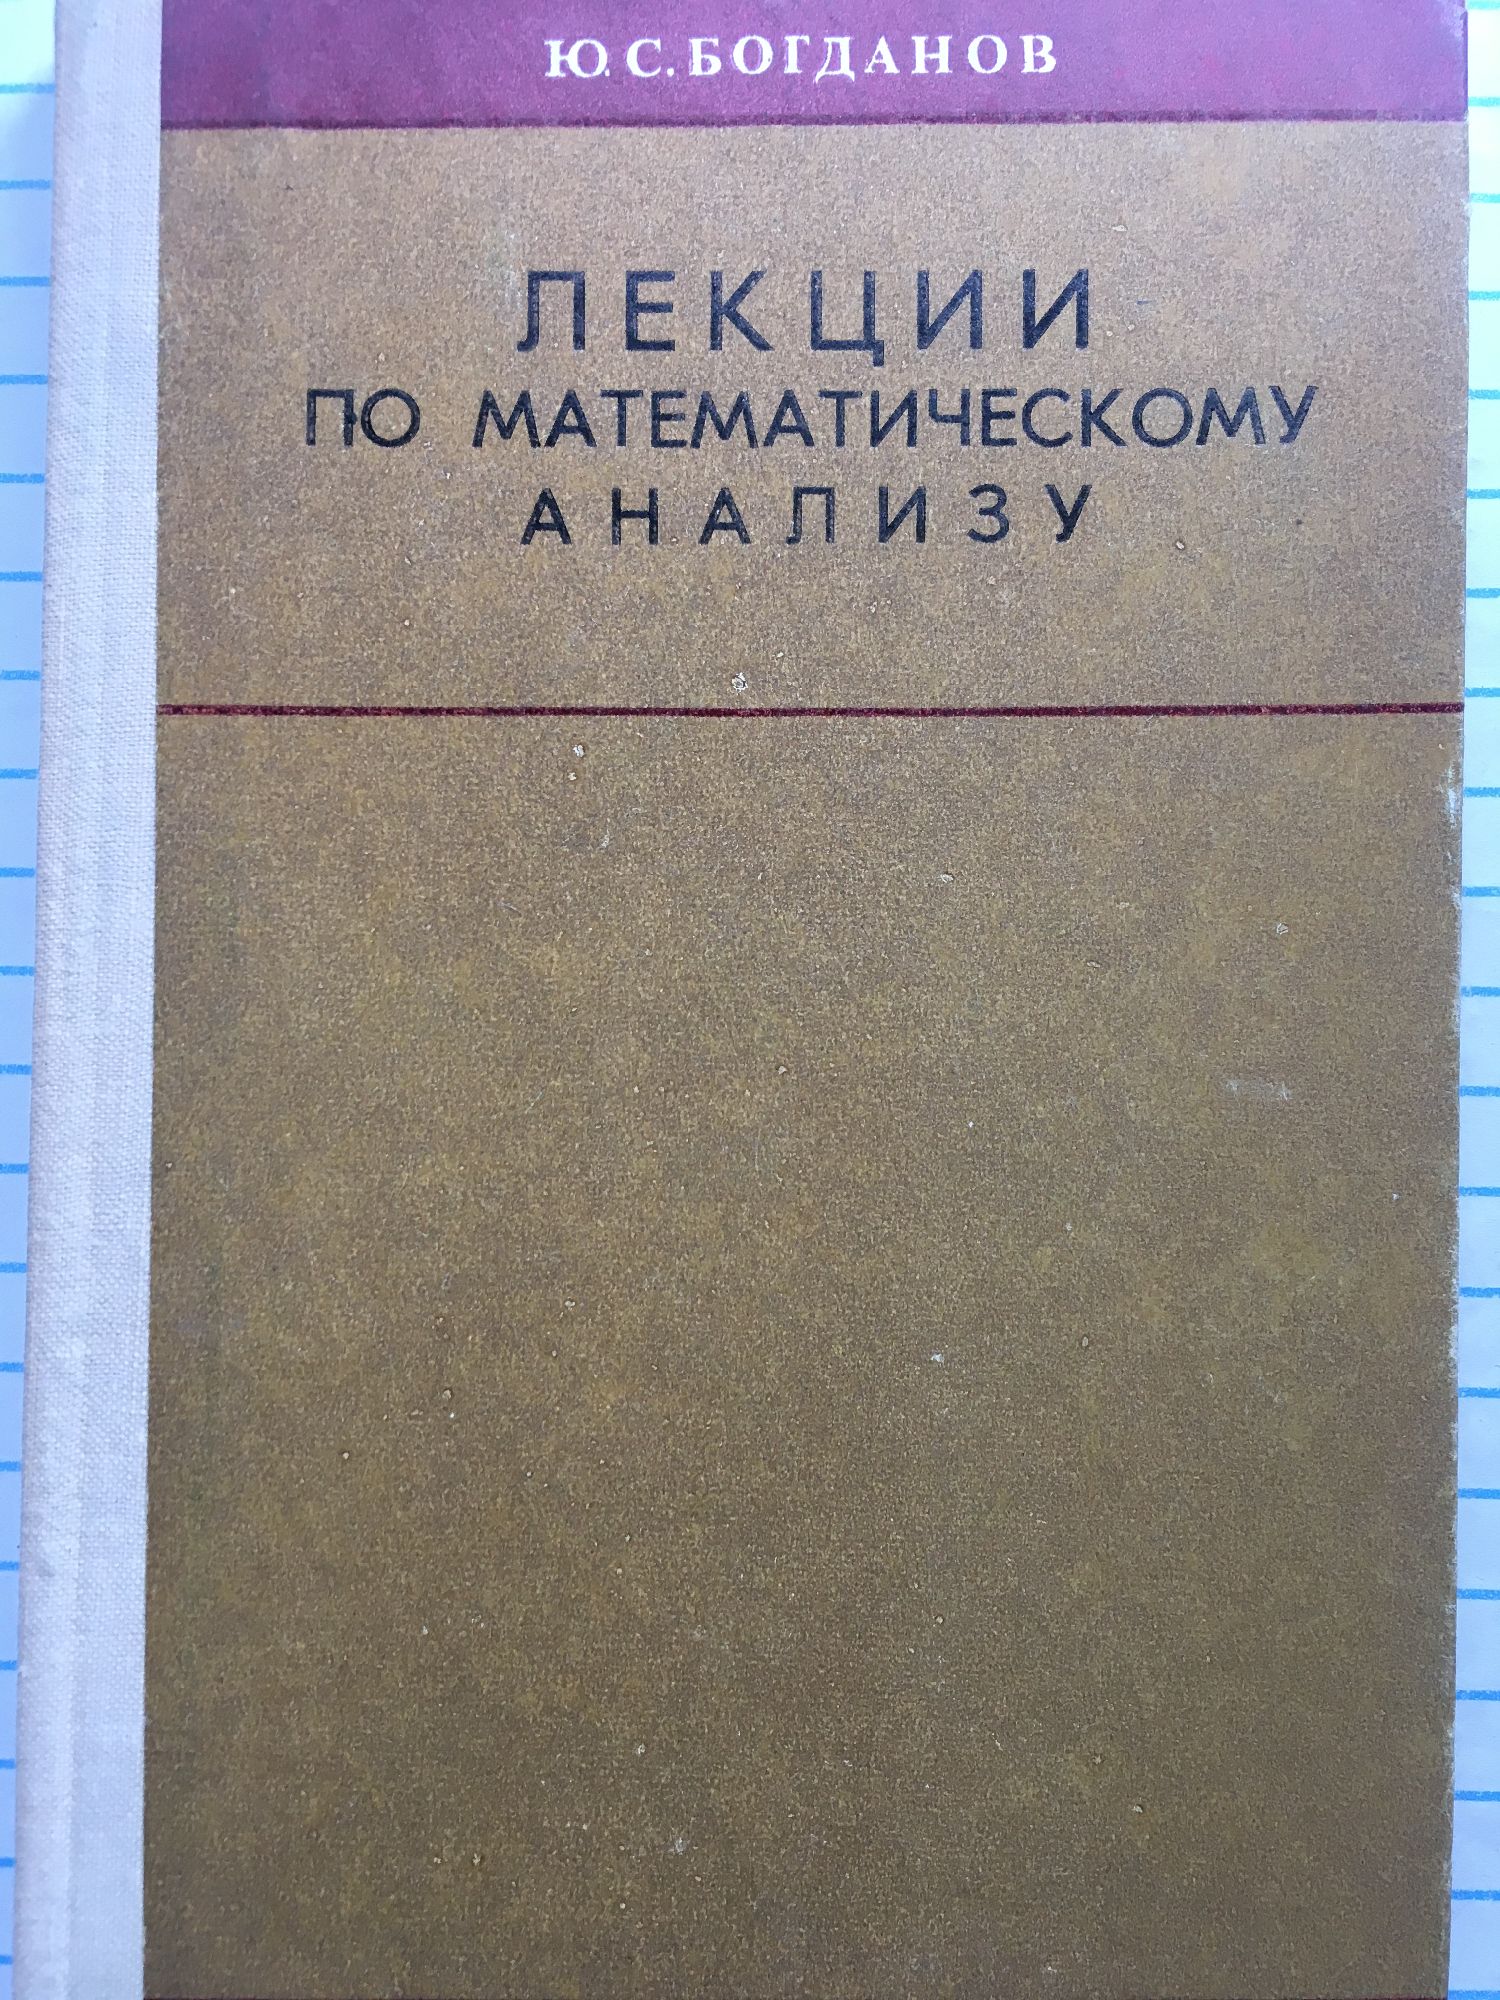 Ю. С. БОГДАНОВ
ЛЕКЦИИ
ПО МАТЕМАТИЧЕСКОМУ
АНАЛИЗУ